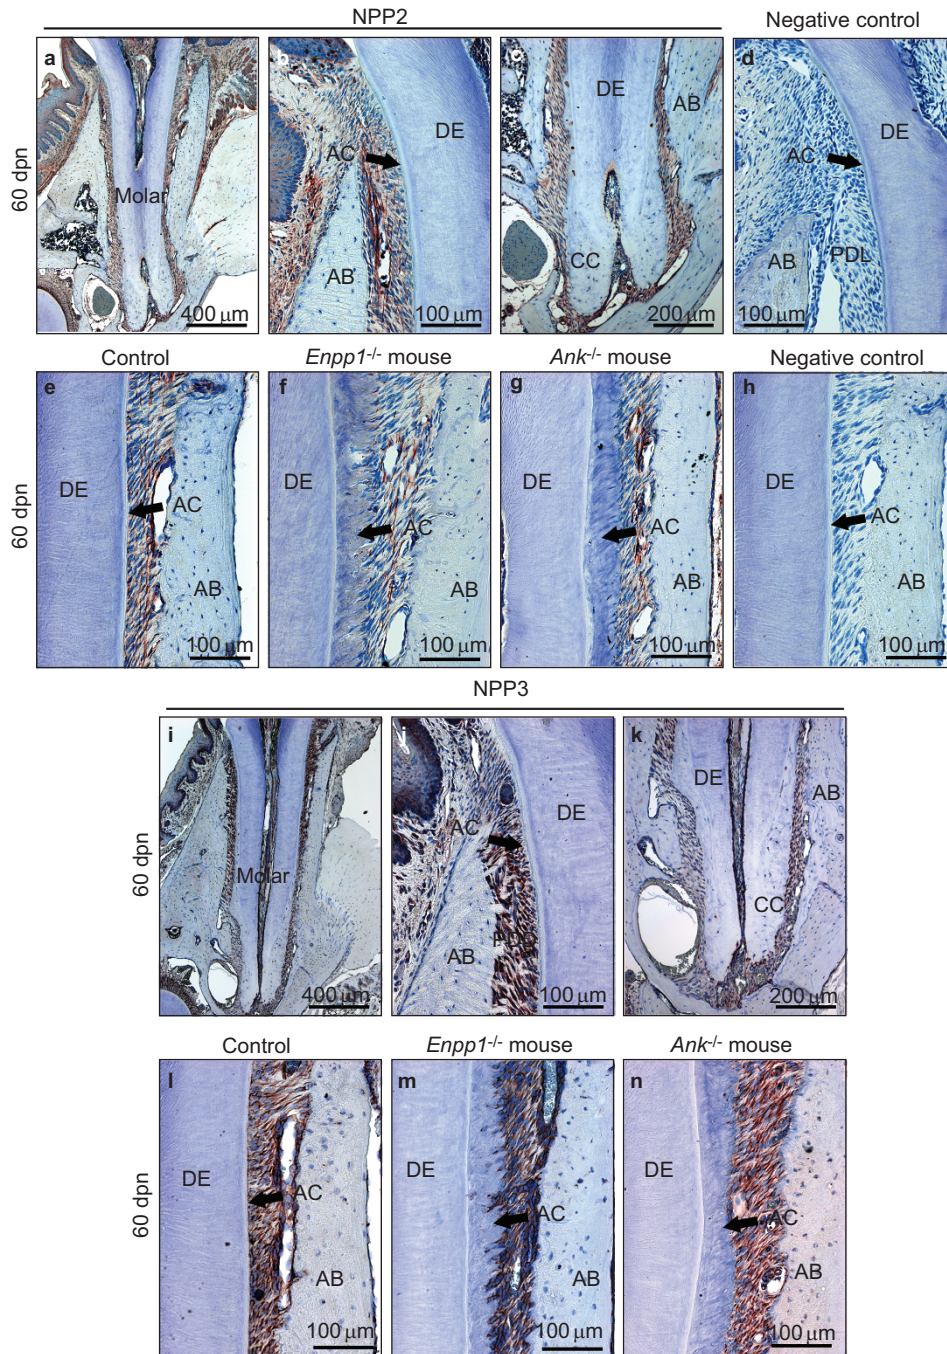 NPP2
Negative control
60 dpn
a
Molar
400 µm
b
AC
DE
AB
100 µm
c
DE
AB
CC
200 µm
d
DE
AC
AB
PDL
100 µm
Control
Enpp1-/- mouse
Ank-/- mouse
Negative control
60 dpn
e
DE
AC
AB
100 µm
f
DE
AC
AB
100 µm
g
DE
AC
AB
100 µm
h
DE
AC
AB
100 µm
NPP3
60 dpn
i
Molar
400 µm
j
AC
DE
PDL
AB
100 µm
k
DE
AB
CC
200 µm
Control
Enpp1-/- mouse
Ank-/- mouse
60 dpn
l
DE
AC
AB
100 µm
m
DE
AC
AB
100 µm
n
DE
AC
AB
100 µm